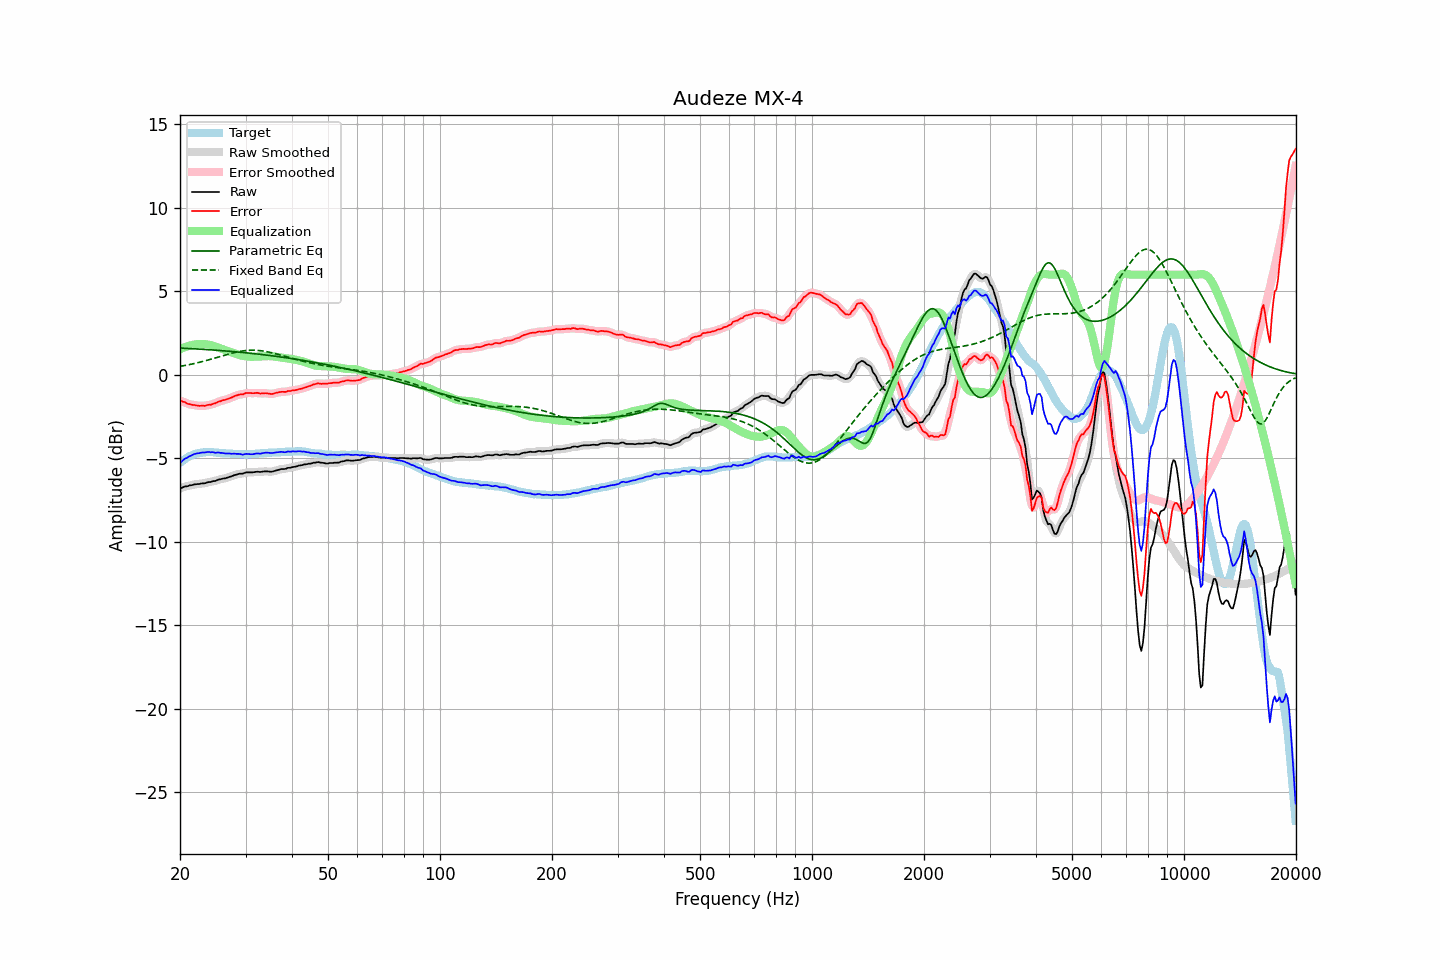 Audeze MX-4
Target
Raw Smoothed
Error Smoothed
Raw
Error
Equalization
Parametric Eq
Fixed Band Eq
Equalized
15
10
5
0
−5
−10
−15
−20
−25
Amplitude (dBr)
20 50 100 200 500 1000 2000 5000 10000 20000
Frequency (Hz)